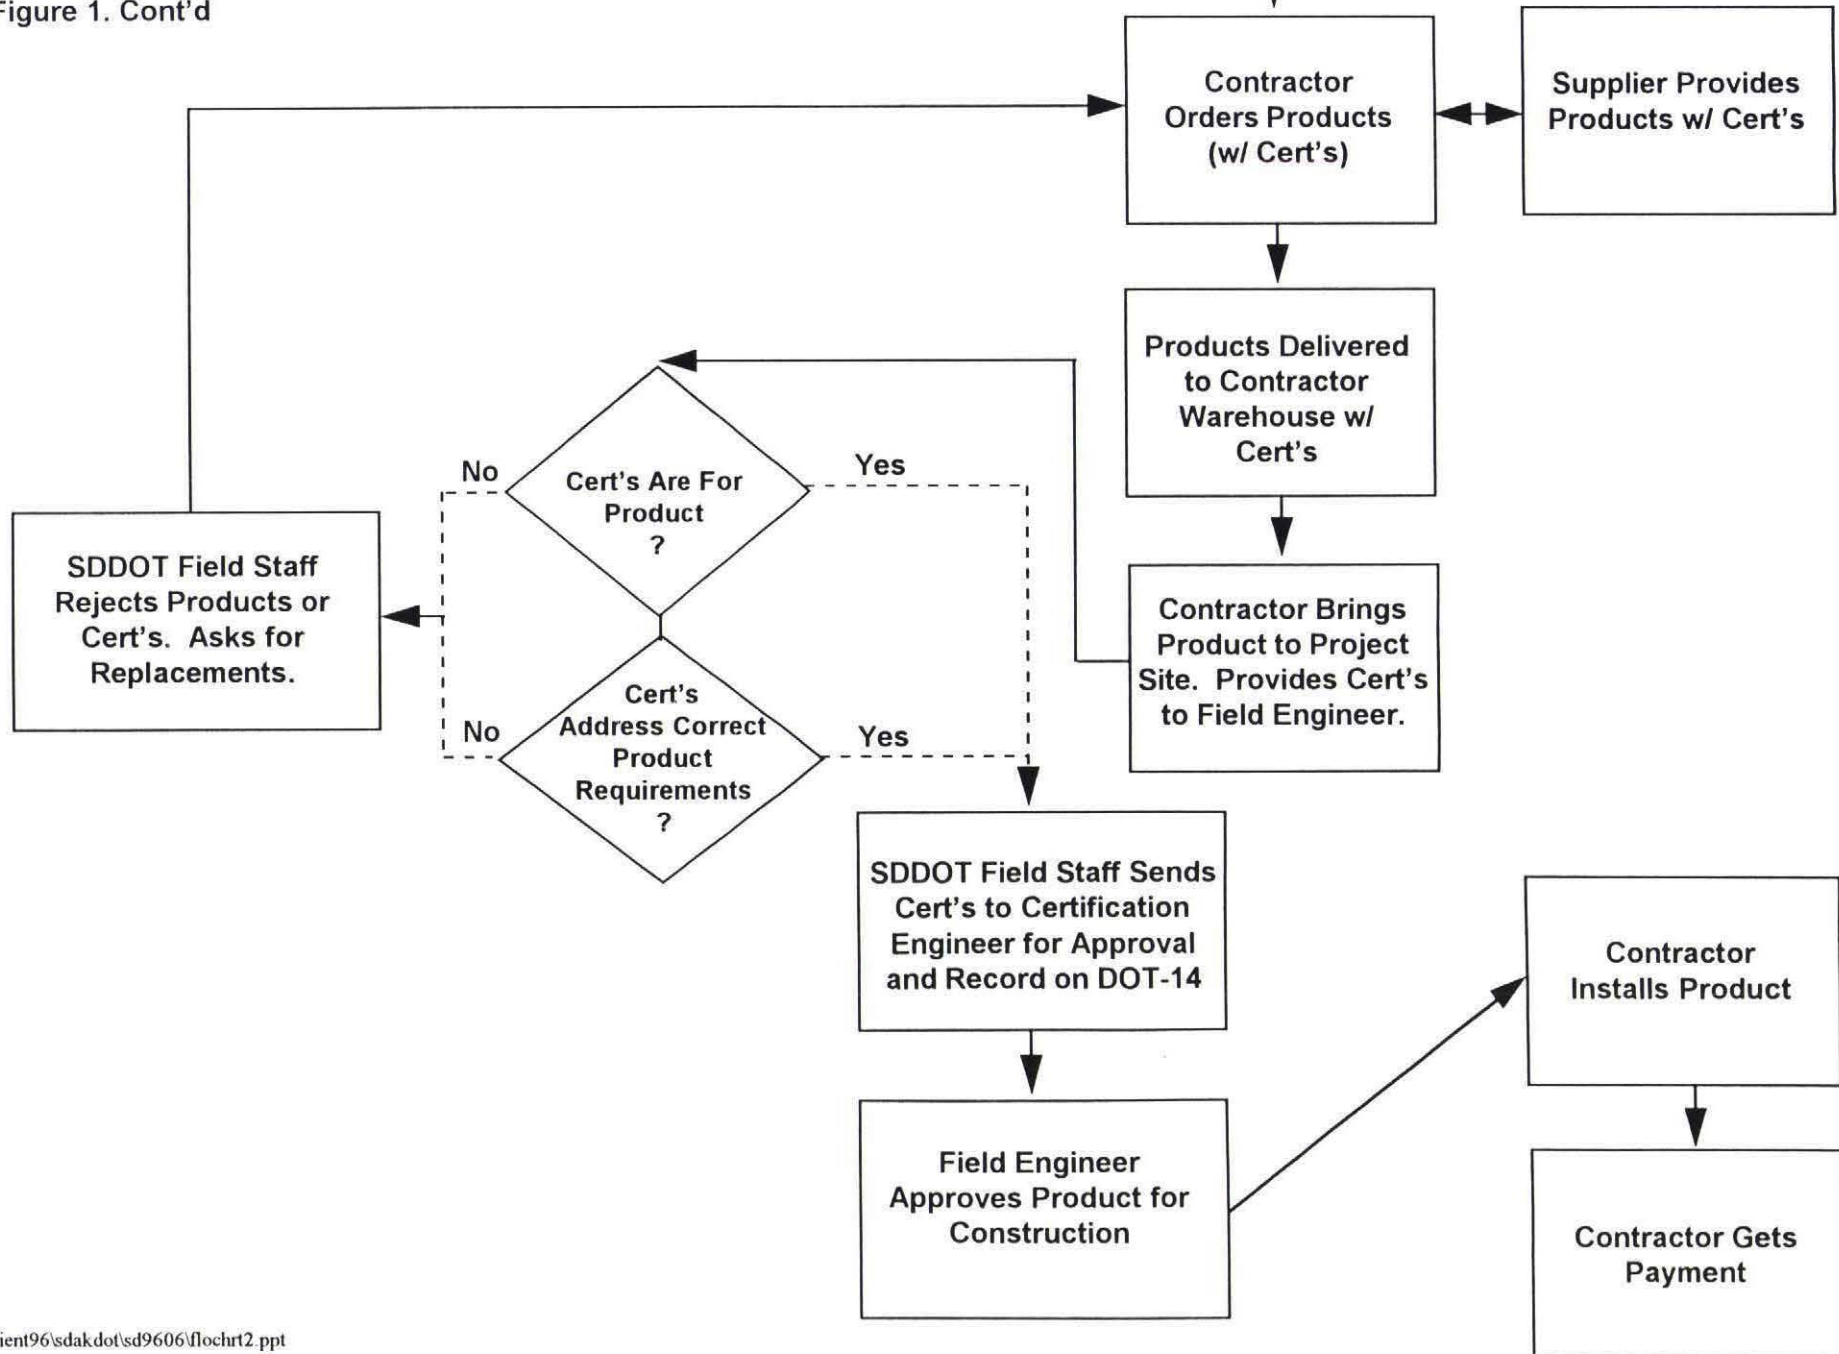 Figure 1. Cont'd
Contractor
Orders Products
(w/ Cert's)
Supplier Provides
Products w/ Cert's
Products Delivered
to Contractor
Warehouse w/
Cert's
No
Cert's Are For
Product
?
Yes
SDDOT Field Staff
Rejects Products or
Cert's. Asks for
Replacements.
Contractor Brings
Product to Project
Site. Provides Cert's
to Field Engineer.
No
Cert's
Address Correct
Product
Requirements
?
Yes
SDDOT Field Staff Sends
Cert's to Certification
Engineer for Approval
and Record on DOT-14
Contractor
Installs Product
Field Engineer
Approves Product for
Construction
Contractor Gets
Payment
ient96\sdakdot\sd9606\flochrt2.ppt